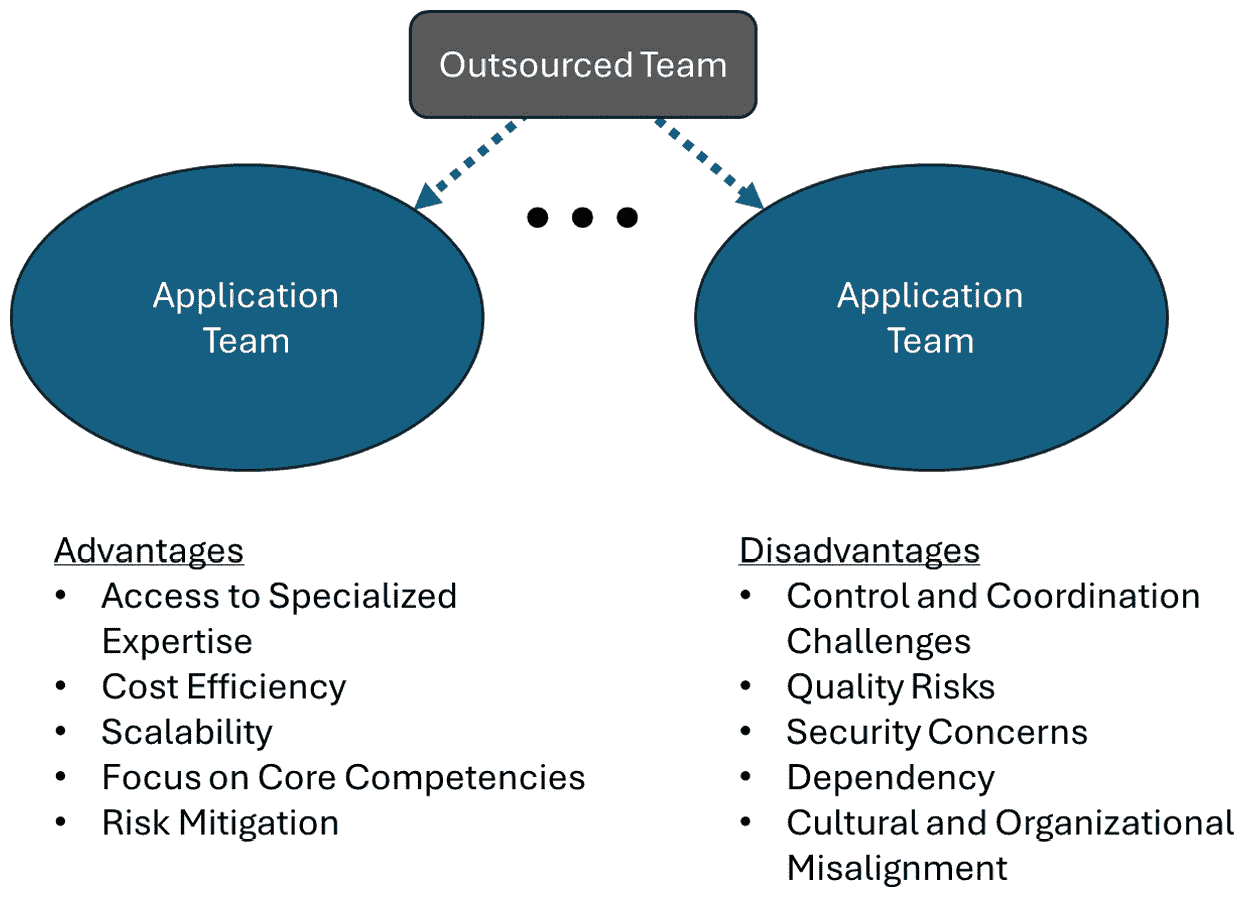 Outsourced Team
Application
Team
Application
Team
Advantages
• Access to Specialized
Expertise
• Cost Efficiency
• Scalability
• Focus on Core Competencies
• Risk Mitigation
Disadvantages
• Control and Coordination
Challenges
• Quality Risks
• Security Concerns
• Dependency
• Cultural and Organizational
Misalignment